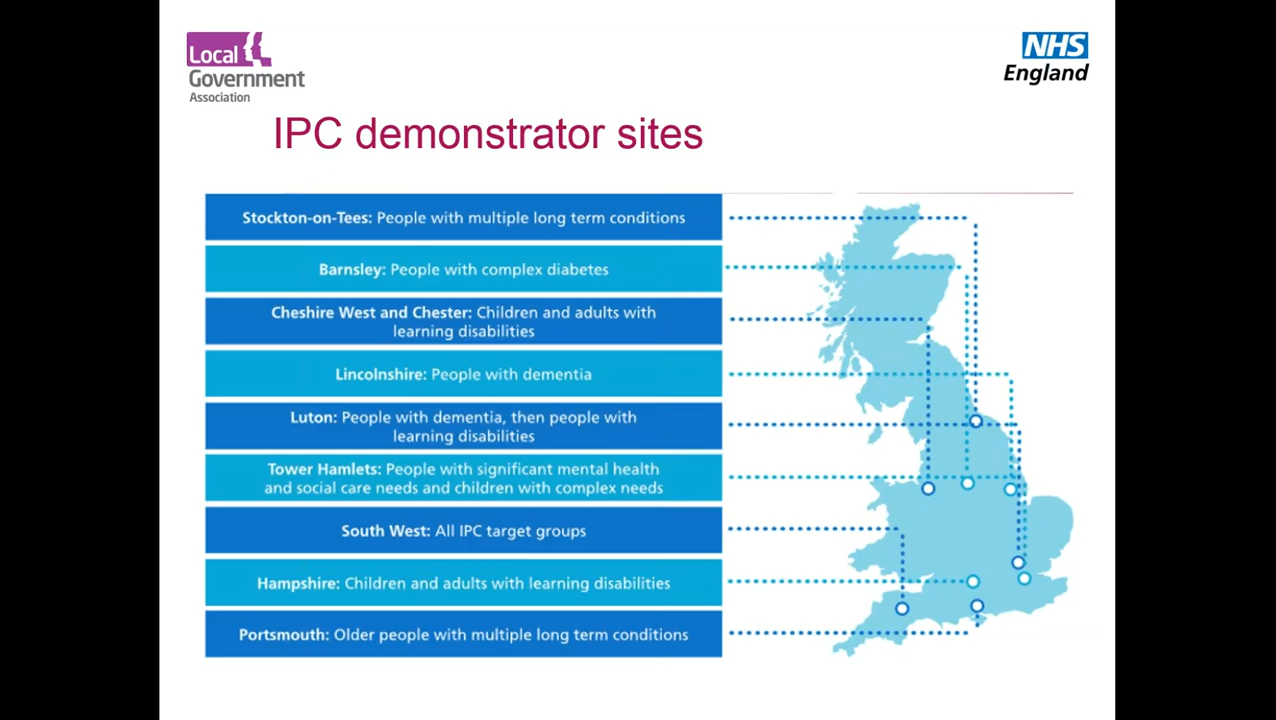 Local
Government
Association
NHS
England
IPC demonstrator sites
Stockton-on-Tees: People with multiple long term conditions
Barnsley: People with complex diabetes
Cheshire West and Chester: Children and adults with
learning disabilities
Lincolnshire: People with dementia
Luton: People with dementia, then people with
learning disabilities
Tower Hamlets: People with significant mental health
and social care needs and children with complex needs
South West: All IPC target groups
Hampshire: Children and adults with learning disabilities
Portsmouth: Older people with multiple long term conditions